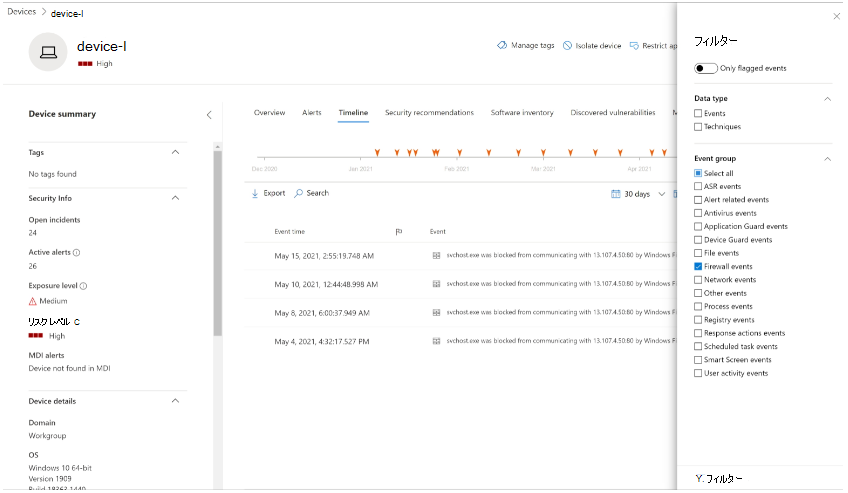 Devices > device-l
device-l
High
Manage tags
Isolate device
Restrict ap
Device summary
Tags
No tags found
Security Info
Open incidents
24
Active alerts
26
Exposure level
Medium
リスク レベル
High
MDI alerts
Device not found in MDI
Device details
Domain
Workgroup
OS
Windows 10 64-bit
Version 1909
Build 18363.1440
Overview Alerts Timeline Security recommendations Software inventory Discovered vulnerabilities M
Dec 2020 Jan 2021 Feb 2021 Mar 2021 Apr 2021
Export Search 30 days
Event time Event
May 15, 2021, 2:55:19.748 AM svchost.exe was blocked from communicating with 13.107.4.50:80 by Windows F
May 10, 2021, 12:44:48.998 AM svchost.exe was blocked from communicating with 13.107.4.50:80 by Windows F
May 8, 2021, 6:00:37.949 AM svchost.exe was blocked from communicating with 13.107.4.50:80 by Windows F
May 4, 2021, 4:32:17.527 PM svchost.exe was blocked from communicating with 13.107.4.50:80 by Windows F
フィルター
Only flagged events
Data type
Events
Techniques
Event group
Select all
ASR events
Alert related events
Antivirus events
Application Guard events
Device Guard events
File events
Firewall events
Network events
Other events
Process events
Registry events
Response actions events
Scheduled task events
Smart Screen events
User activity events
Y.フィルター